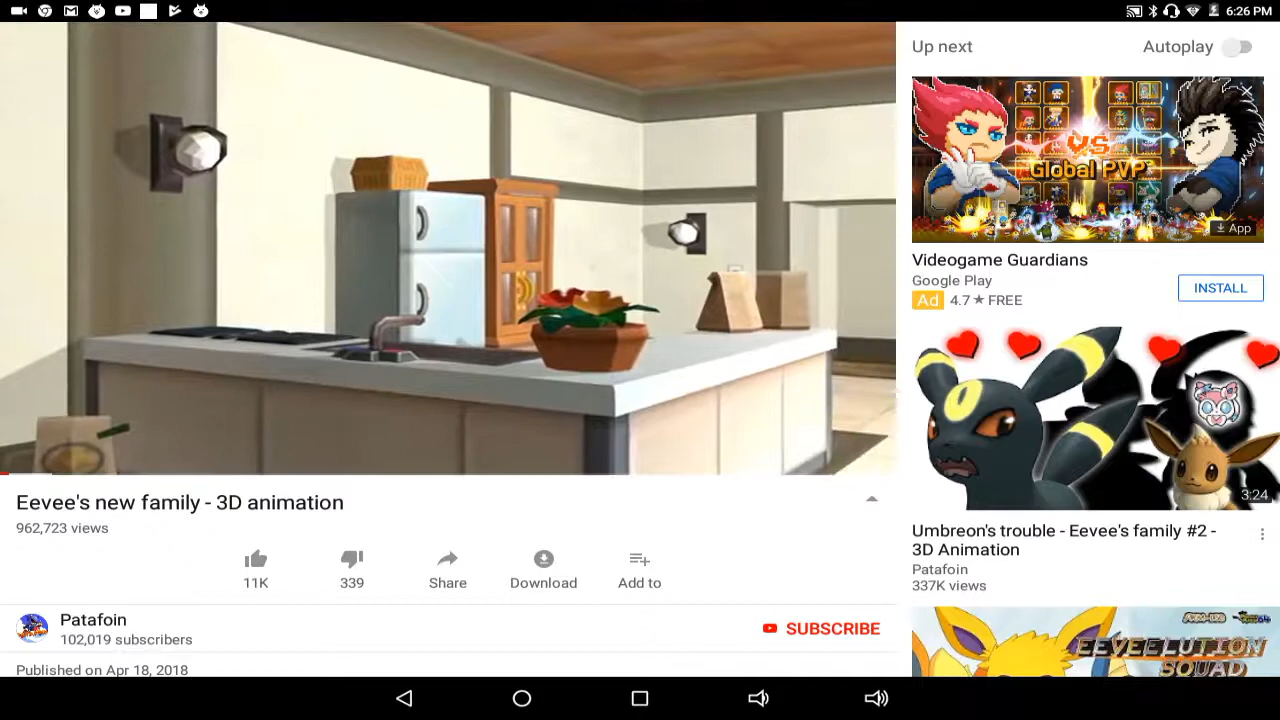 6:26 PM
Up next
Autoplay
VS
Global PVP
App
Videogame Guardians
Google Play
INSTALL
Ad 4.7 ★ FREE
Eevee's new family - 3D animation
962,723 views
11K
339
Share
Download
Add to
Patafoin
102,019 subscribers
SUBSCRIBE
Published on Apr 18, 2018
3:24
Umbreon's trouble - Eevee's family #2 -
3D Animation
Patafoin
337K views
EEVEELUTION
SQUAD